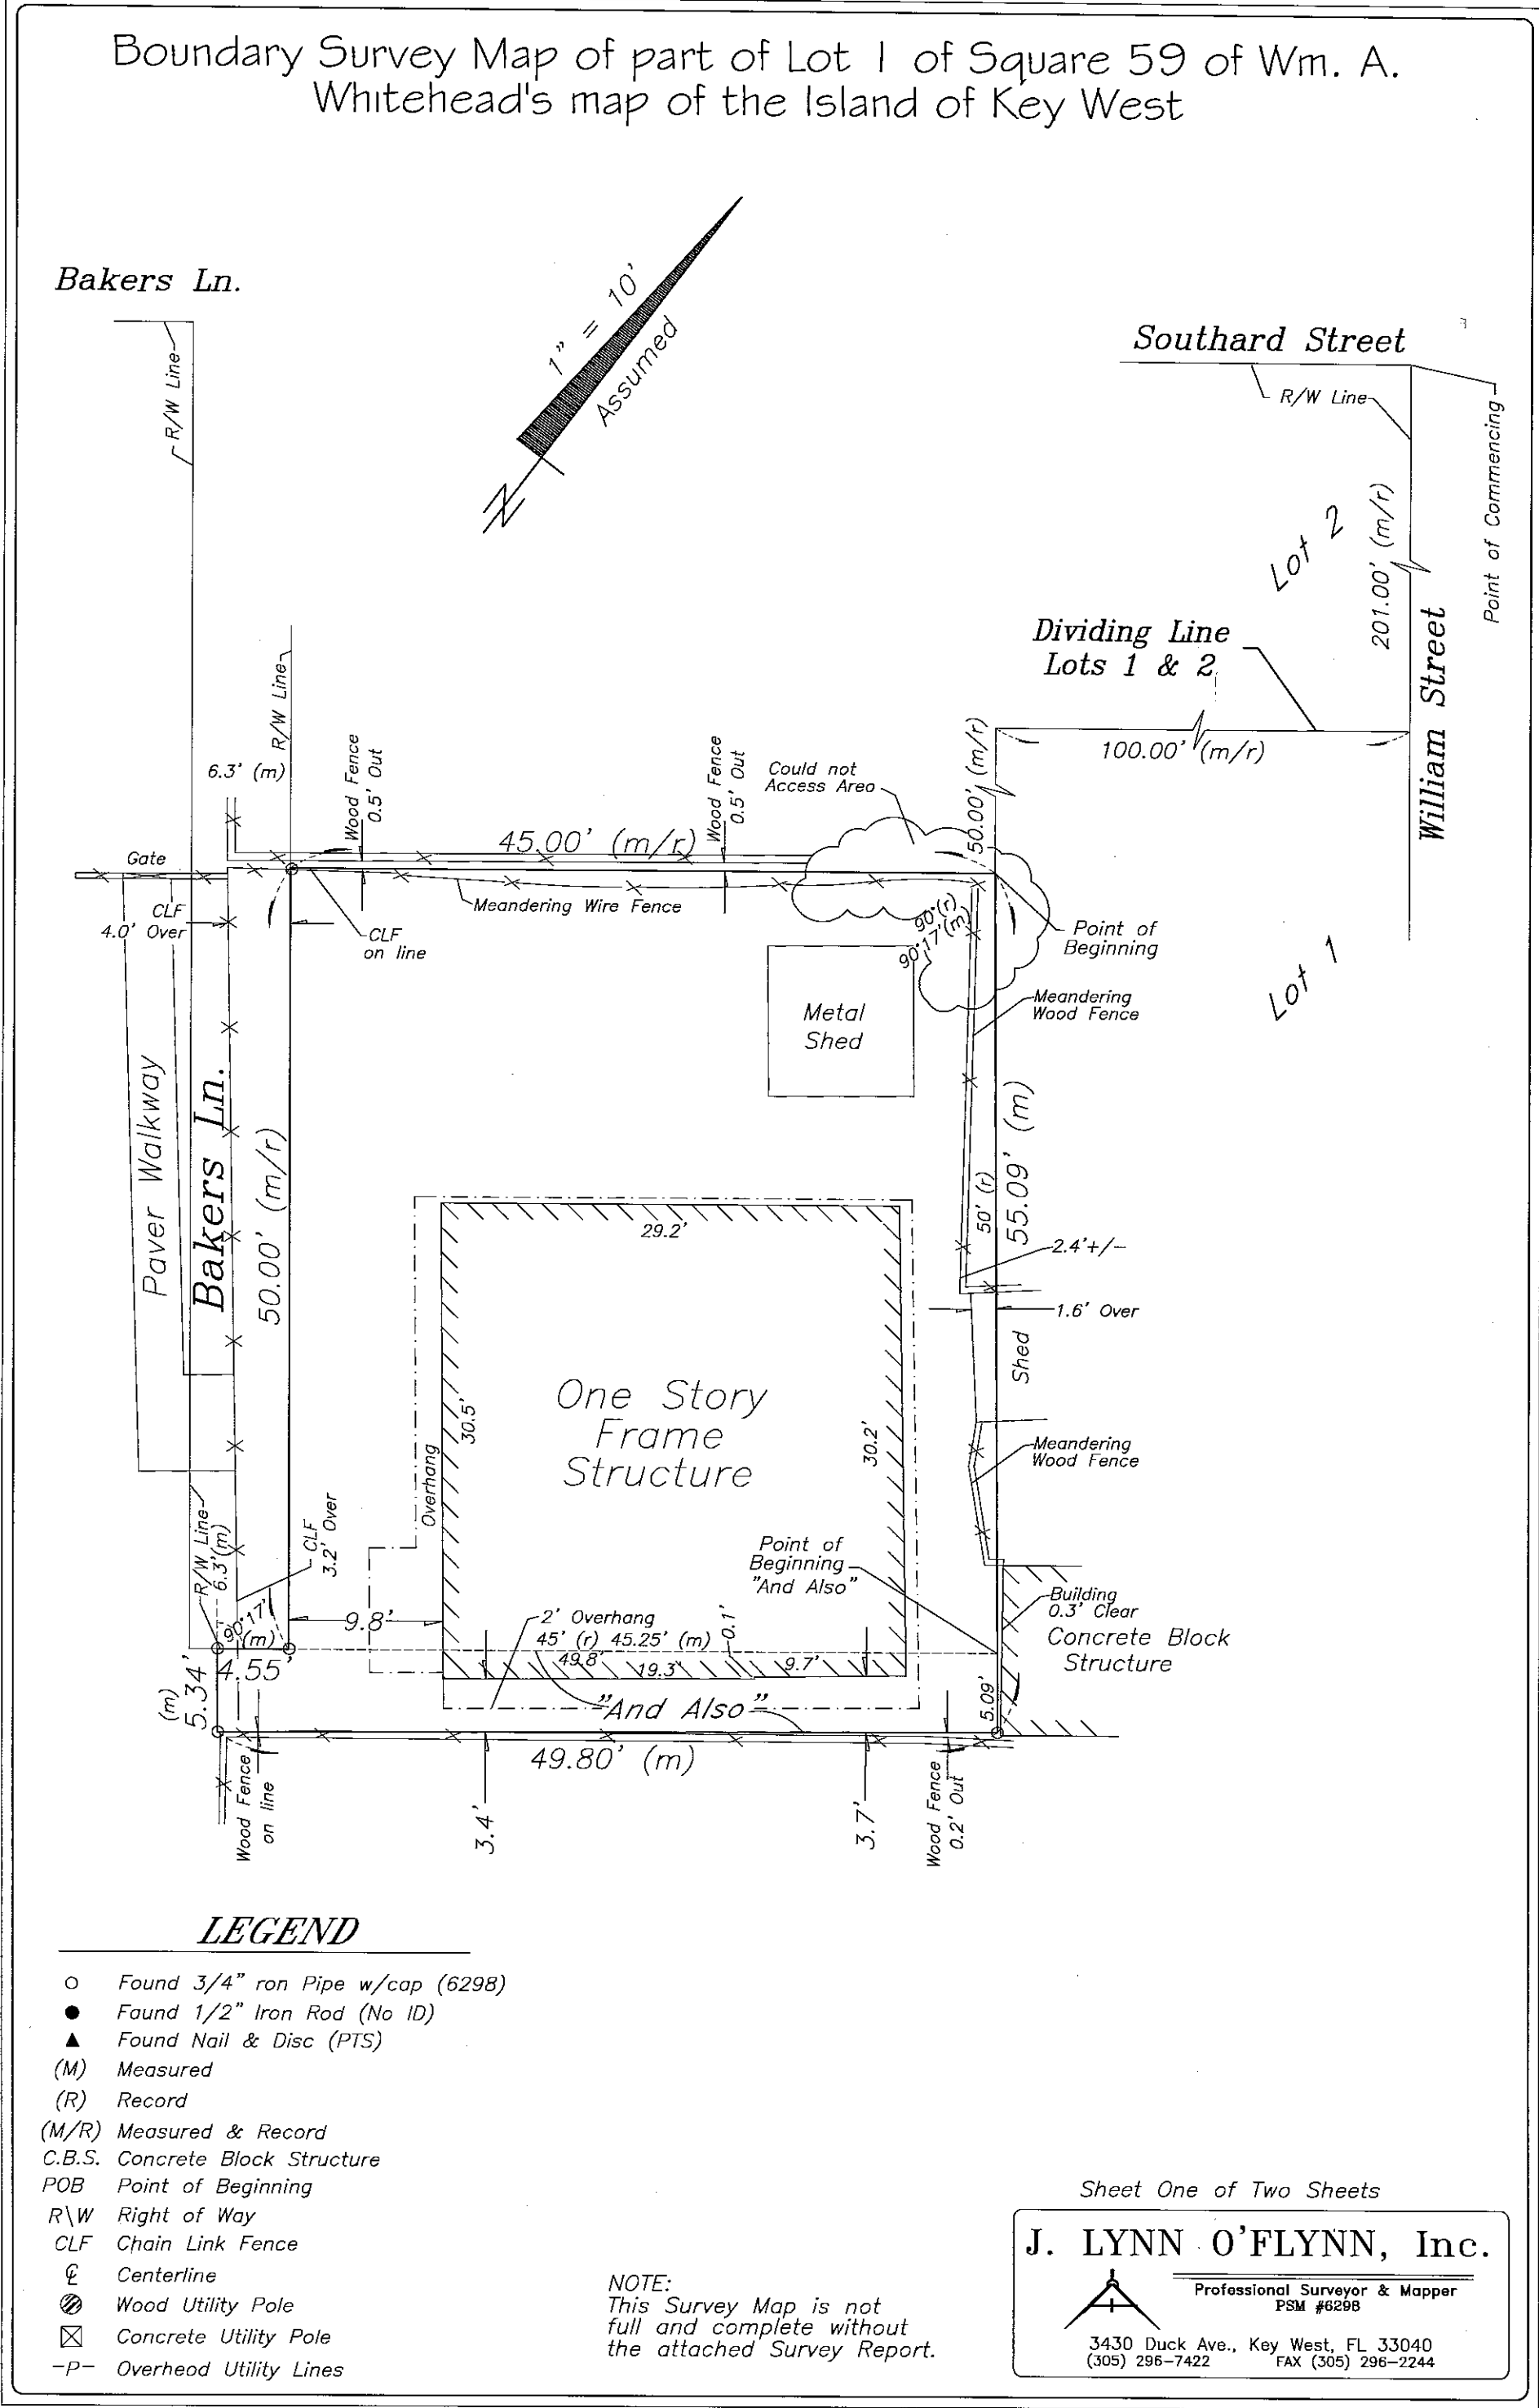 Boundary Survey Map of part of Lot 1 of Square 59 of Wm. A.
Whitehead's map of the Island of Key West
Bakers Ln.
R/W Line
1" = 10'
Assumed
N
Southard Street
R/W Line
Point of Commencing
Lot 2
201.00' (m/r)
William Street
Dividing Line
Lots 1 & 2
100.00' (m/r)
50.00' (m/r)
R/W Line
6.3' (m)
Wood Fence
0.5' Out
45.00' (m/r)
Wood Fence
0.5' Out
Could not
Access Area
Gate
CLF
4.0' Over
Meandering Wire Fence
CLF
on line
90°(r)
90°17'(m)
Point of
Beginning
Lot 1
Metal
Shed
Meandering
Wood Fence
Paver Walkway
Bakers Ln.
50.00' (m/r)
50' (r)
55.09' (m)
29.2'
2.4'+/-
1.6' Over
Shed
One Story
Frame
Structure
30.5'
30.2'
Overhang
Meandering
Wood Fence
R/W Line
6.3'(m)
CLF
3.2' Over
Point of
Beginning
"And Also"
Building
0.3' Clear
Concrete Block
Structure
90°17'
(m)
9.8'
2' Overhang
45' (r) 45.25' (m)
0.1'
49.8'
19.3'
9.7'
4.55'
5.34'
(m)
"And Also"
5.09'
49.80' (m)
Wood Fence
on line
3.4'
3.7'
Wood Fence
0.2' Out
LEGEND
Found 3/4" ron Pipe w/cap (6298)
Found 1/2" Iron Rod (No ID)
Found Nail & Disc (PTS)
(M) Measured
(R) Record
(M/R) Measured & Record
C.B.S. Concrete Block Structure
POB Point of Beginning
R\W Right of Way
CLF Chain Link Fence
℄ Centerline
Wood Utility Pole
Concrete Utility Pole
-P- Overhead Utility Lines
NOTE:
This Survey Map is not
full and complete without
the attached Survey Report.
Sheet One of Two Sheets
J. LYNN O'FLYNN, Inc.
Professional Surveyor & Mapper
PSM #6298
3430 Duck Ave., Key West, FL 33040
(305) 296-7422 FAX (305) 296-2244